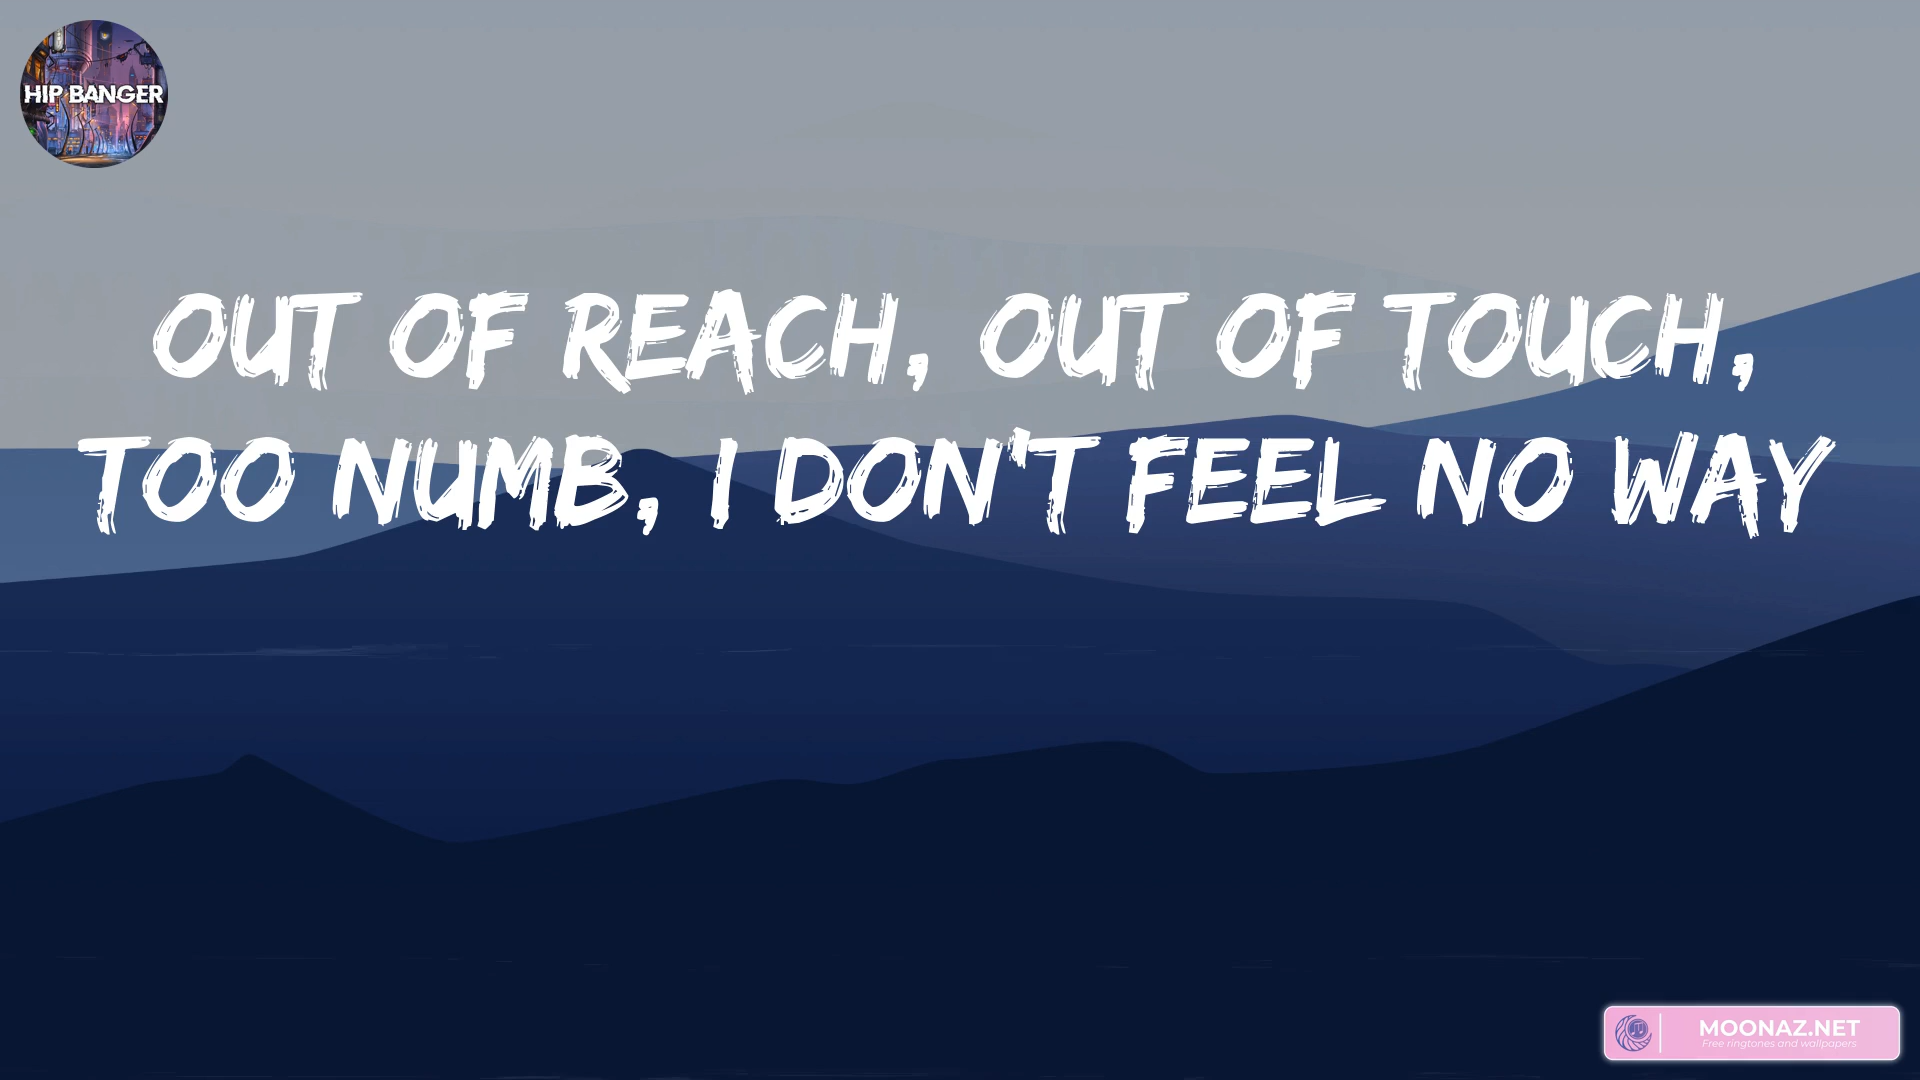 HIP BANGER
OUT OF REACH, OUT OF TOUCH,
TOO NUMB, I DON'T FEEL NO WAY
MOONAZ.NET
Free ringtones and wallpapers